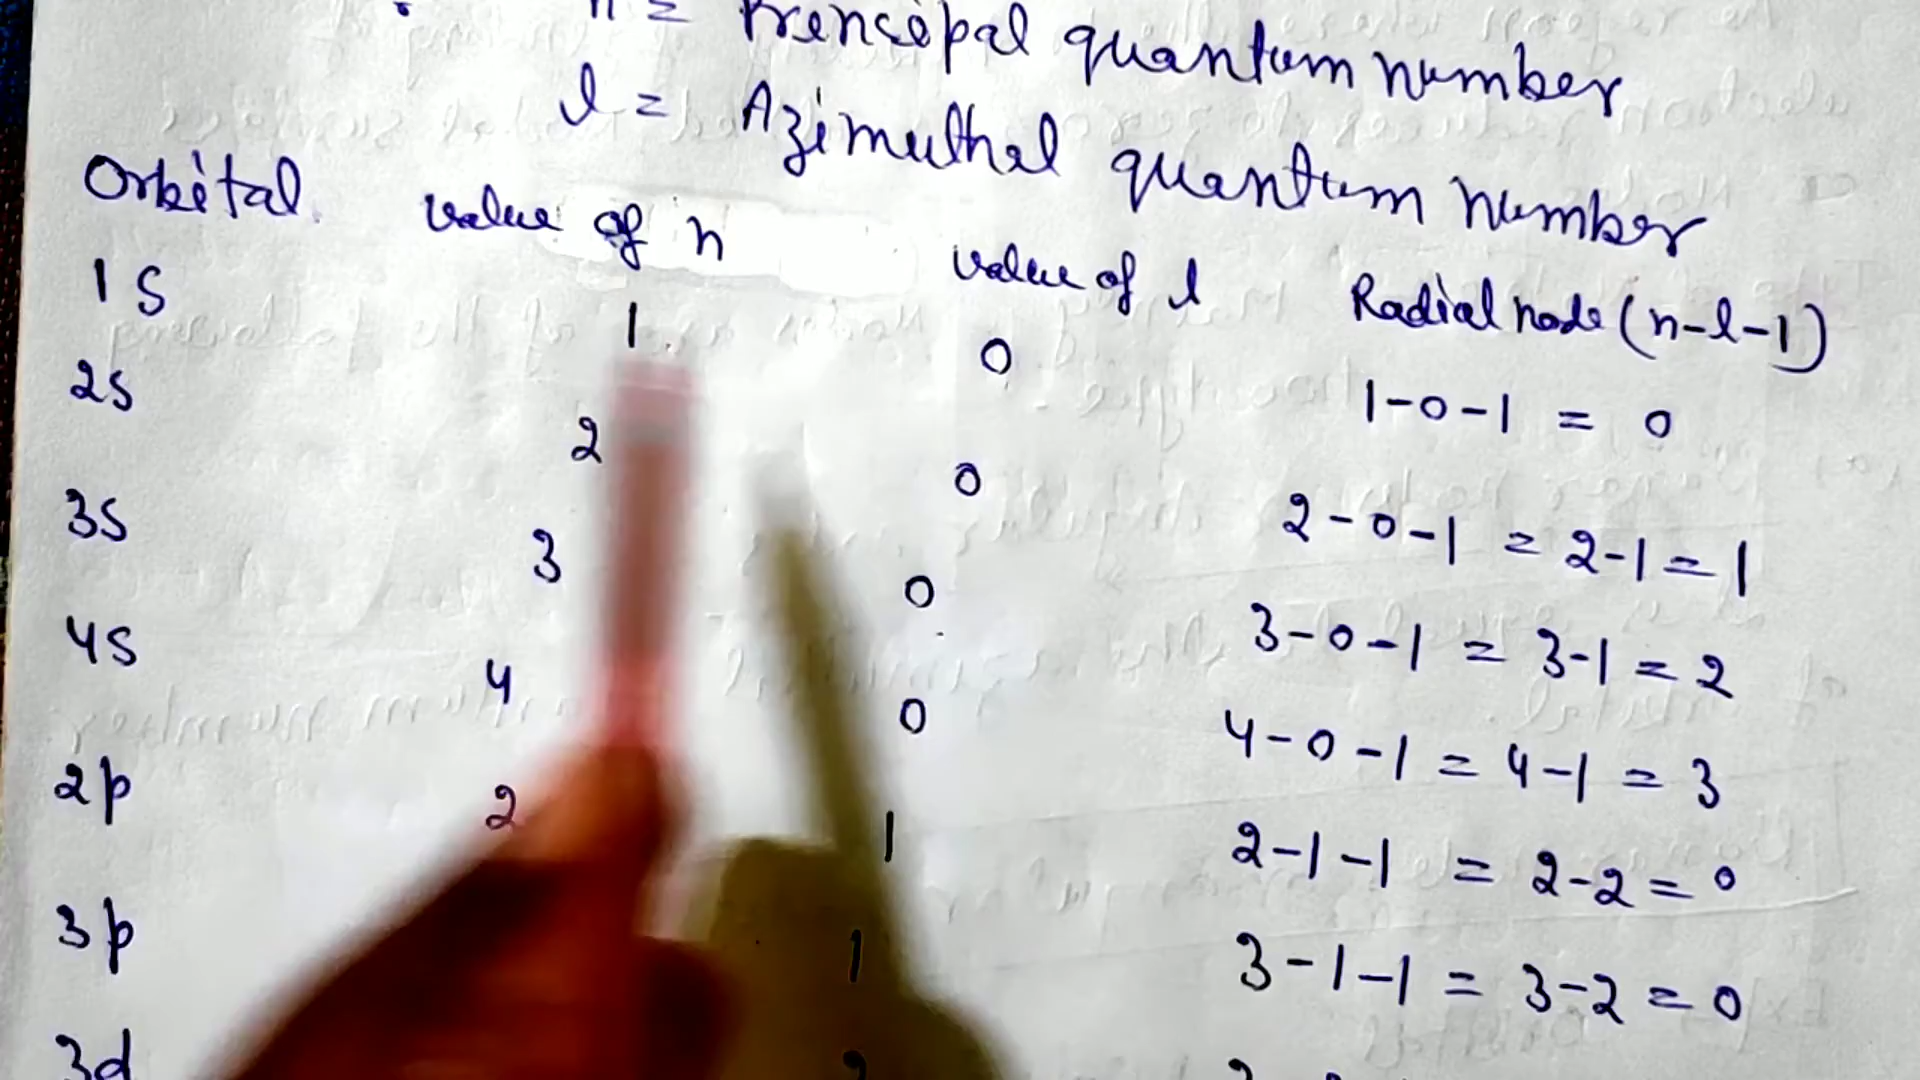 n = Prencipal quantum number
l = Azimuthal quantum number
Orbital value of n value of l Radial node (n-l-1)
1s 1 0 1-0-1 = 0
2s 2 0 2-0-1 = 2-1 = 1
3s 3 0 3-0-1 = 3-1 = 2
4s 4 0 4-0-1 = 4-1 = 3
2p 2 1 2-1-1 = 2-2 = 0
3p 1 3-1-1 = 3-2 = 0
3d